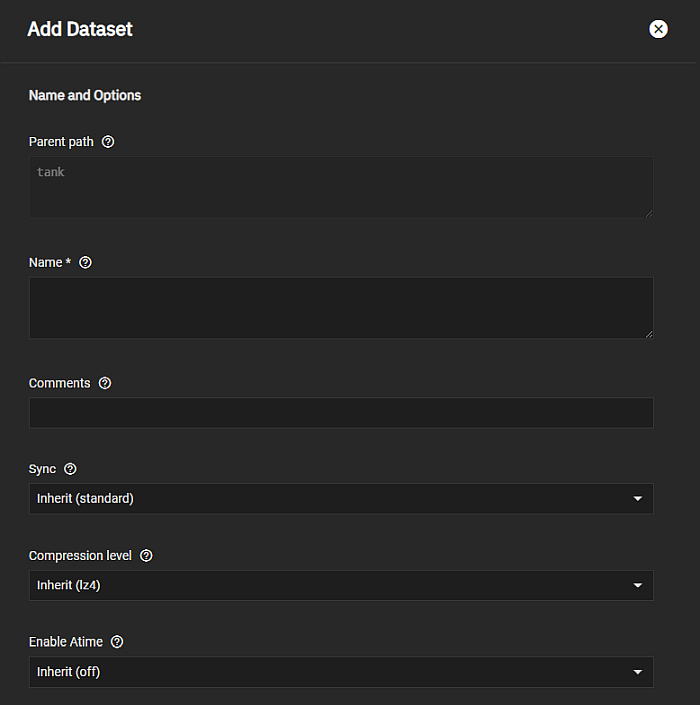 Add Dataset
Name and Options
Parent path
tank
Name *
Comments
Sync
Inherit (standard)
Compression level
Inherit (lz4)
Enable Atime
Inherit (off)